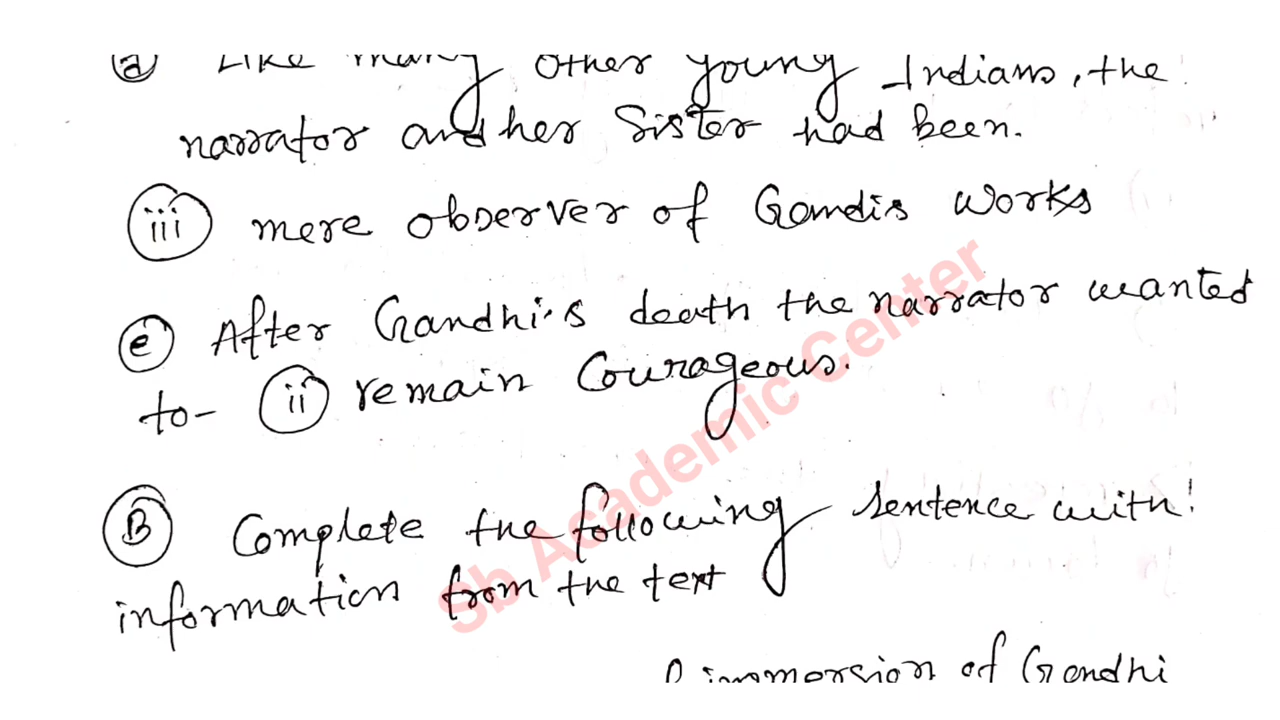 (d) Like many other young Indians, the
narrator and her Sister had been.
(iii) mere observer of Gandis works
(e) After Gandhi's death the narrator wanted
to- (ii) remain Courageous.
(B) Complete the following sentence with
information from the text
immersion of Gandhi
Sb Academic Center